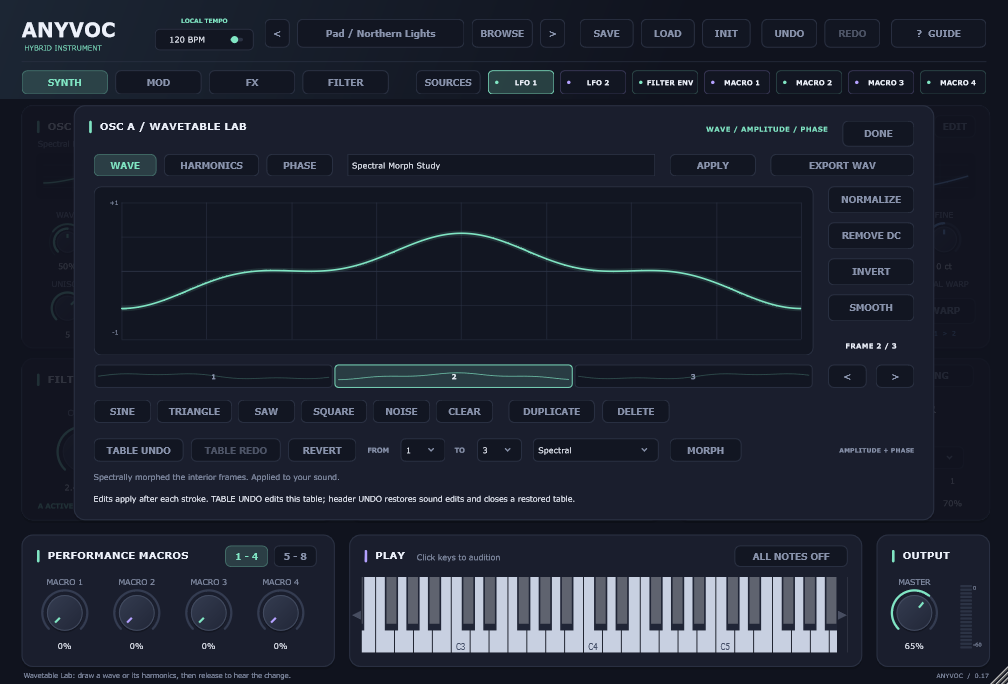 ANYVOC
HYBRID INSTRUMENT
LOCAL TEMPO
120 BPM
< Pad / Northern Lights BROWSE > SAVE LOAD INIT UNDO REDO ? GUIDE
SYNTH MOD FX FILTER SOURCES LFO 1 LFO 2 FILTER ENV MACRO 1 MACRO 2 MACRO 3 MACRO 4
OSC A / WAVETABLE LAB WAVE / AMPLITUDE / PHASE DONE
WAVE HARMONICS PHASE Spectral Morph Study APPLY EXPORT WAV
+1
-1
NORMALIZE
REMOVE DC
INVERT
SMOOTH
FRAME 2 / 3
1 2 3 < >
SINE TRIANGLE SAW SQUARE NOISE CLEAR DUPLICATE DELETE
TABLE UNDO TABLE REDO REVERT FROM 1 TO 3 Spectral MORPH AMPLITUDE + PHASE
Spectrally morphed the interior frames. Applied to your sound.
Edits apply after each stroke. TABLE UNDO edits this table; header UNDO restores sound edits and closes a restored table.
PERFORMANCE MACROS 1 - 4 5 - 8
MACRO 1 MACRO 2 MACRO 3 MACRO 4
0% 0% 0% 0%
PLAY Click keys to audition ALL NOTES OFF
C3 C4 C5
OUTPUT
MASTER
0
-60
65%
Wavetable Lab: draw a wave or its harmonics, then release to hear the change.
ANYVOC / 0.17